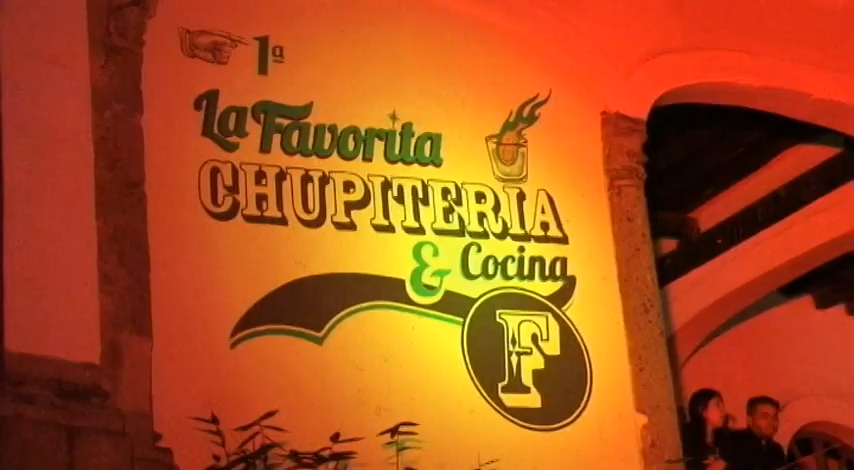 1ª
La Favorita
CHUPITERIA
& Cocina
F